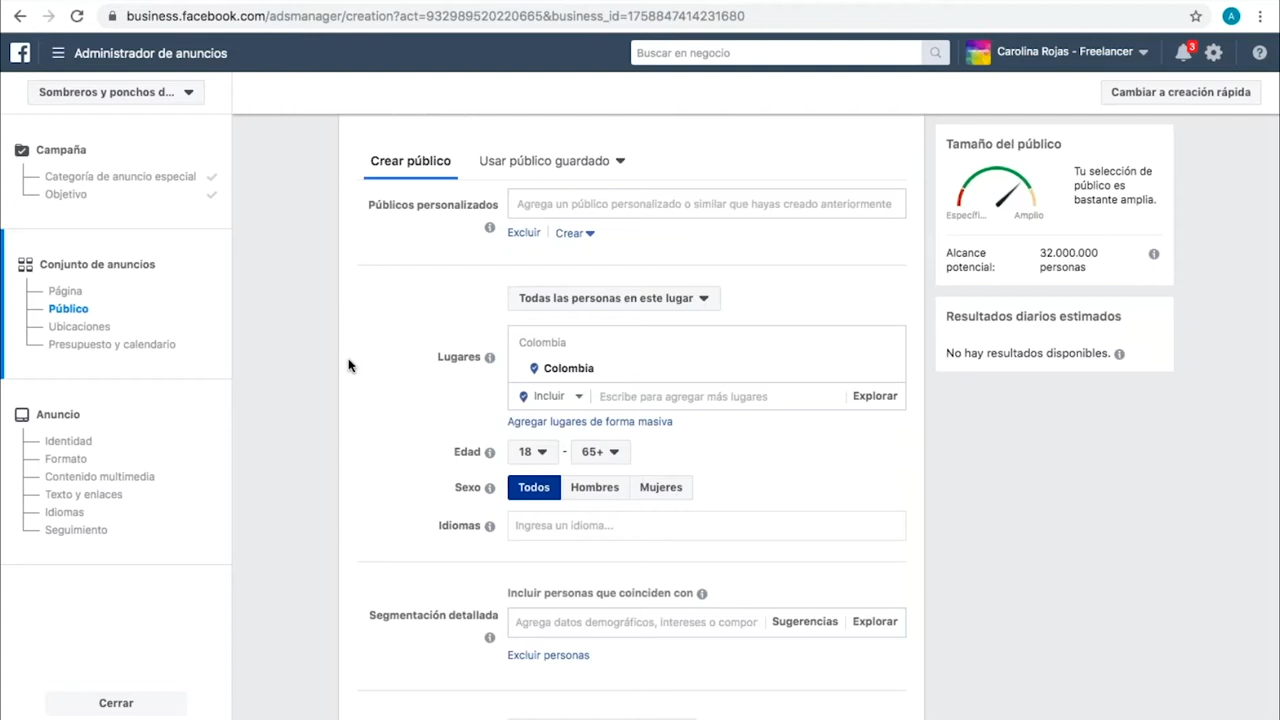 business.facebook.com/adsmanager/creation?act=932989520220665&business_id=1758847414231680
A
Administrador de anuncios
Buscar en negocio
Carolina Rojas - Freelancer
3
Sombreros y ponchos d...
Cambiar a creación rápida
Campaña
Categoría de anuncio especial
Objetivo
Conjunto de anuncios
Página
Público
Ubicaciones
Presupuesto y calendario
Anuncio
Identidad
Formato
Contenido multimedia
Texto y enlaces
Idiomas
Seguimiento
Cerrar
Crear público
Usar público guardado
Públicos personalizados
Agrega un público personalizado o similar que hayas creado anteriormente
Excluir
Crear
Todas las personas en este lugar
Lugares
Colombia
Colombia
Incluir
Escribe para agregar más lugares
Explorar
Agregar lugares de forma masiva
Edad
18 - 65+
Sexo
Todos
Hombres
Mujeres
Idiomas
Ingresa un idioma...
Incluir personas que coinciden con
Segmentación detallada
Agrega datos demográficos, intereses o compor
Sugerencias
Explorar
Excluir personas
Tamaño del público
Específi...
Amplio
Tu selección de
público es
bastante amplia.
Alcance
potencial:
32.000.000
personas
Resultados diarios estimados
No hay resultados disponibles.